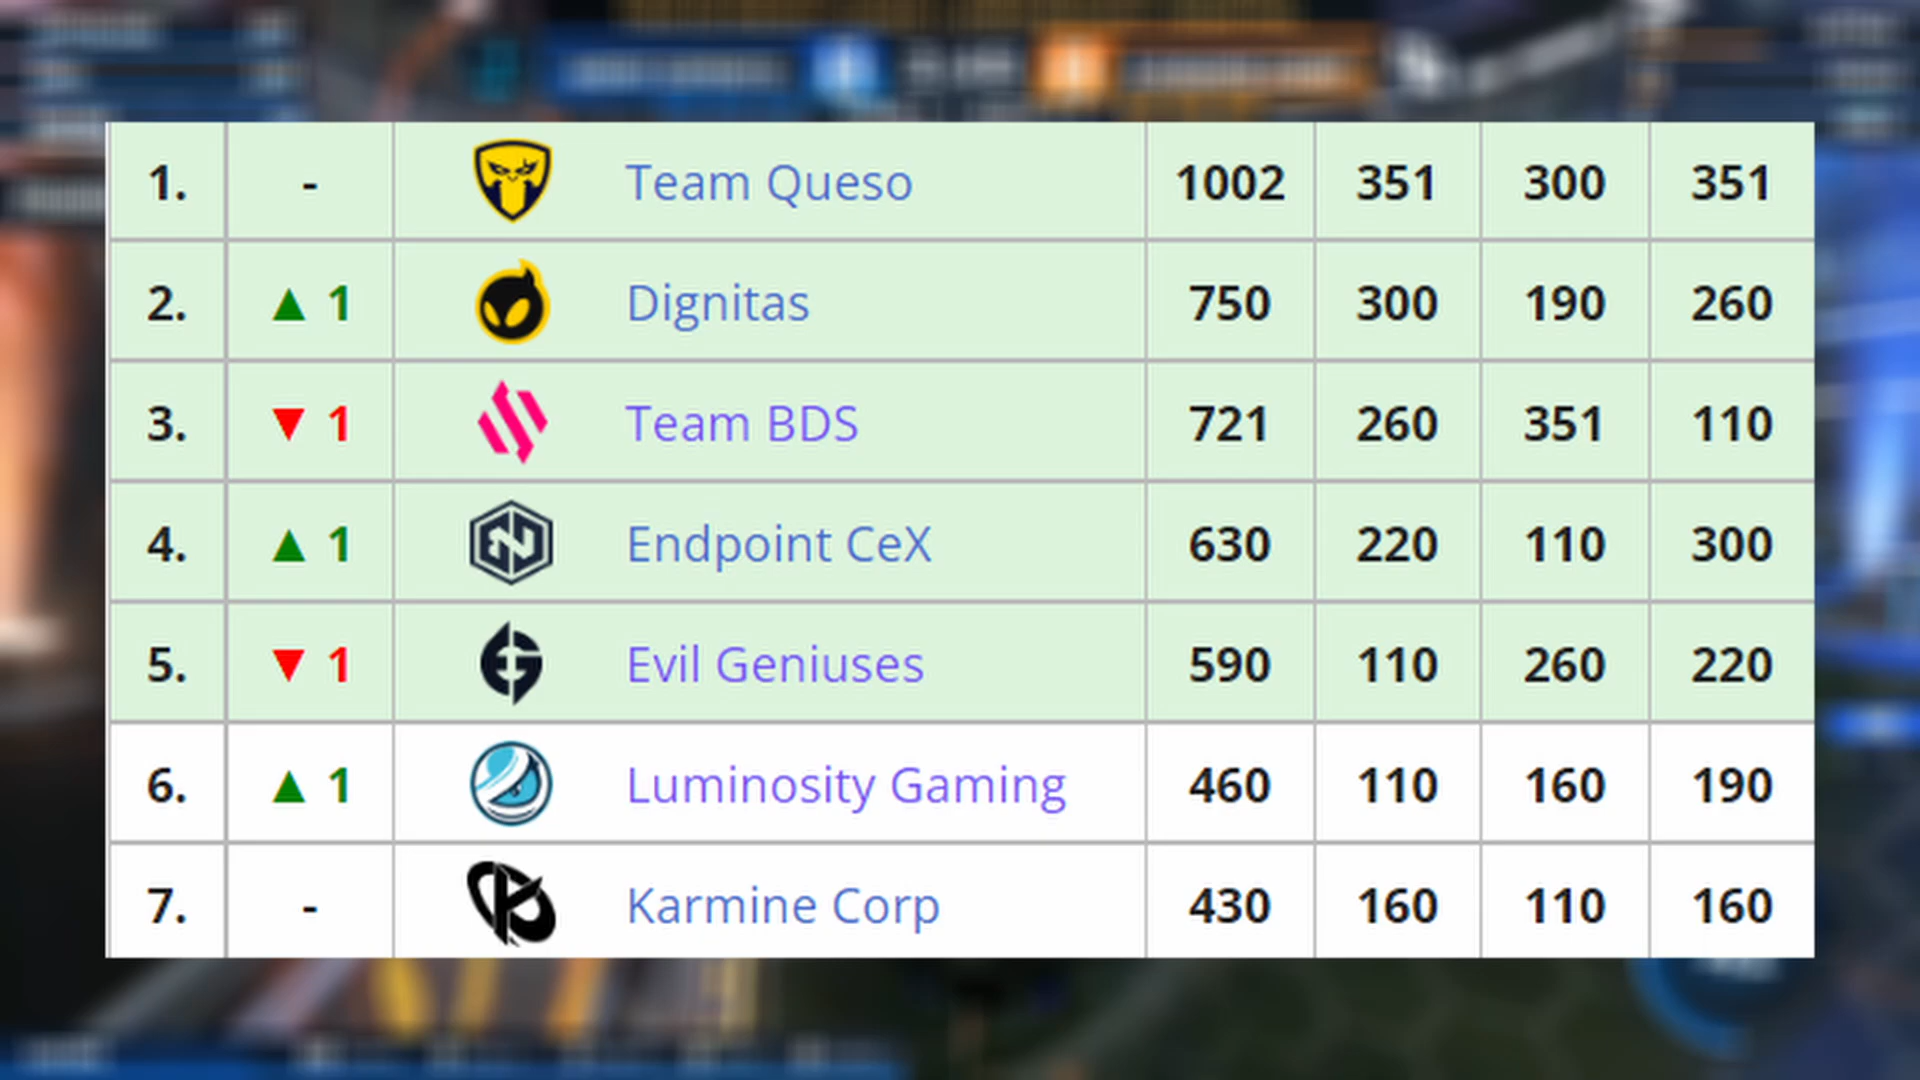 1. - Team Queso 1002 351 300 351
2. ▲ 1 Dignitas 750 300 190 260
3. ▼ 1 Team BDS 721 260 351 110
4. ▲ 1 Endpoint CeX 630 220 110 300
5. ▼ 1 Evil Geniuses 590 110 260 220
6. ▲ 1 Luminosity Gaming 460 110 160 190
7. - Karmine Corp 430 160 110 160